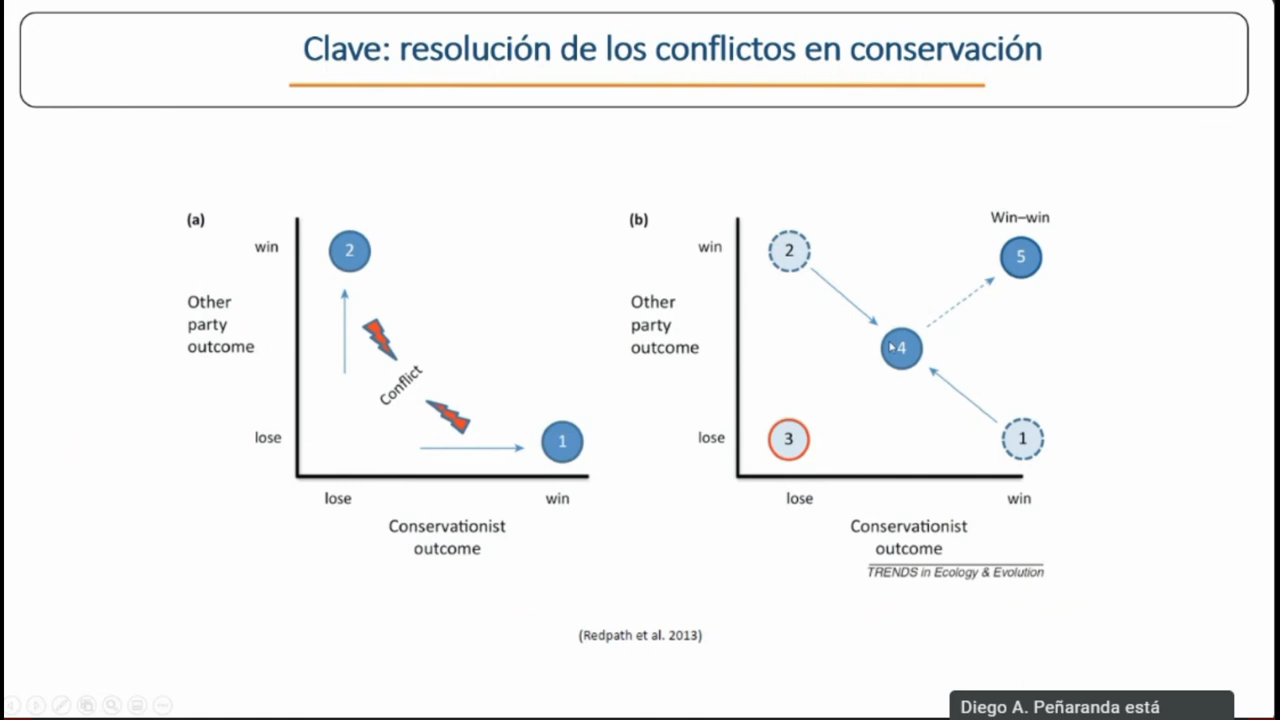 Clave: resolución de los conflictos en conservación
(a)
win
2
Other
party
outcome
Conflict
lose
1
lose
win
Conservationist
outcome
(b)
Win–win
win
2
5
Other
party
outcome
4
lose
3
1
lose
win
Conservationist
outcome
TRENDS in Ecology & Evolution
(Redpath et al. 2013)
Diego A. Peñaranda está